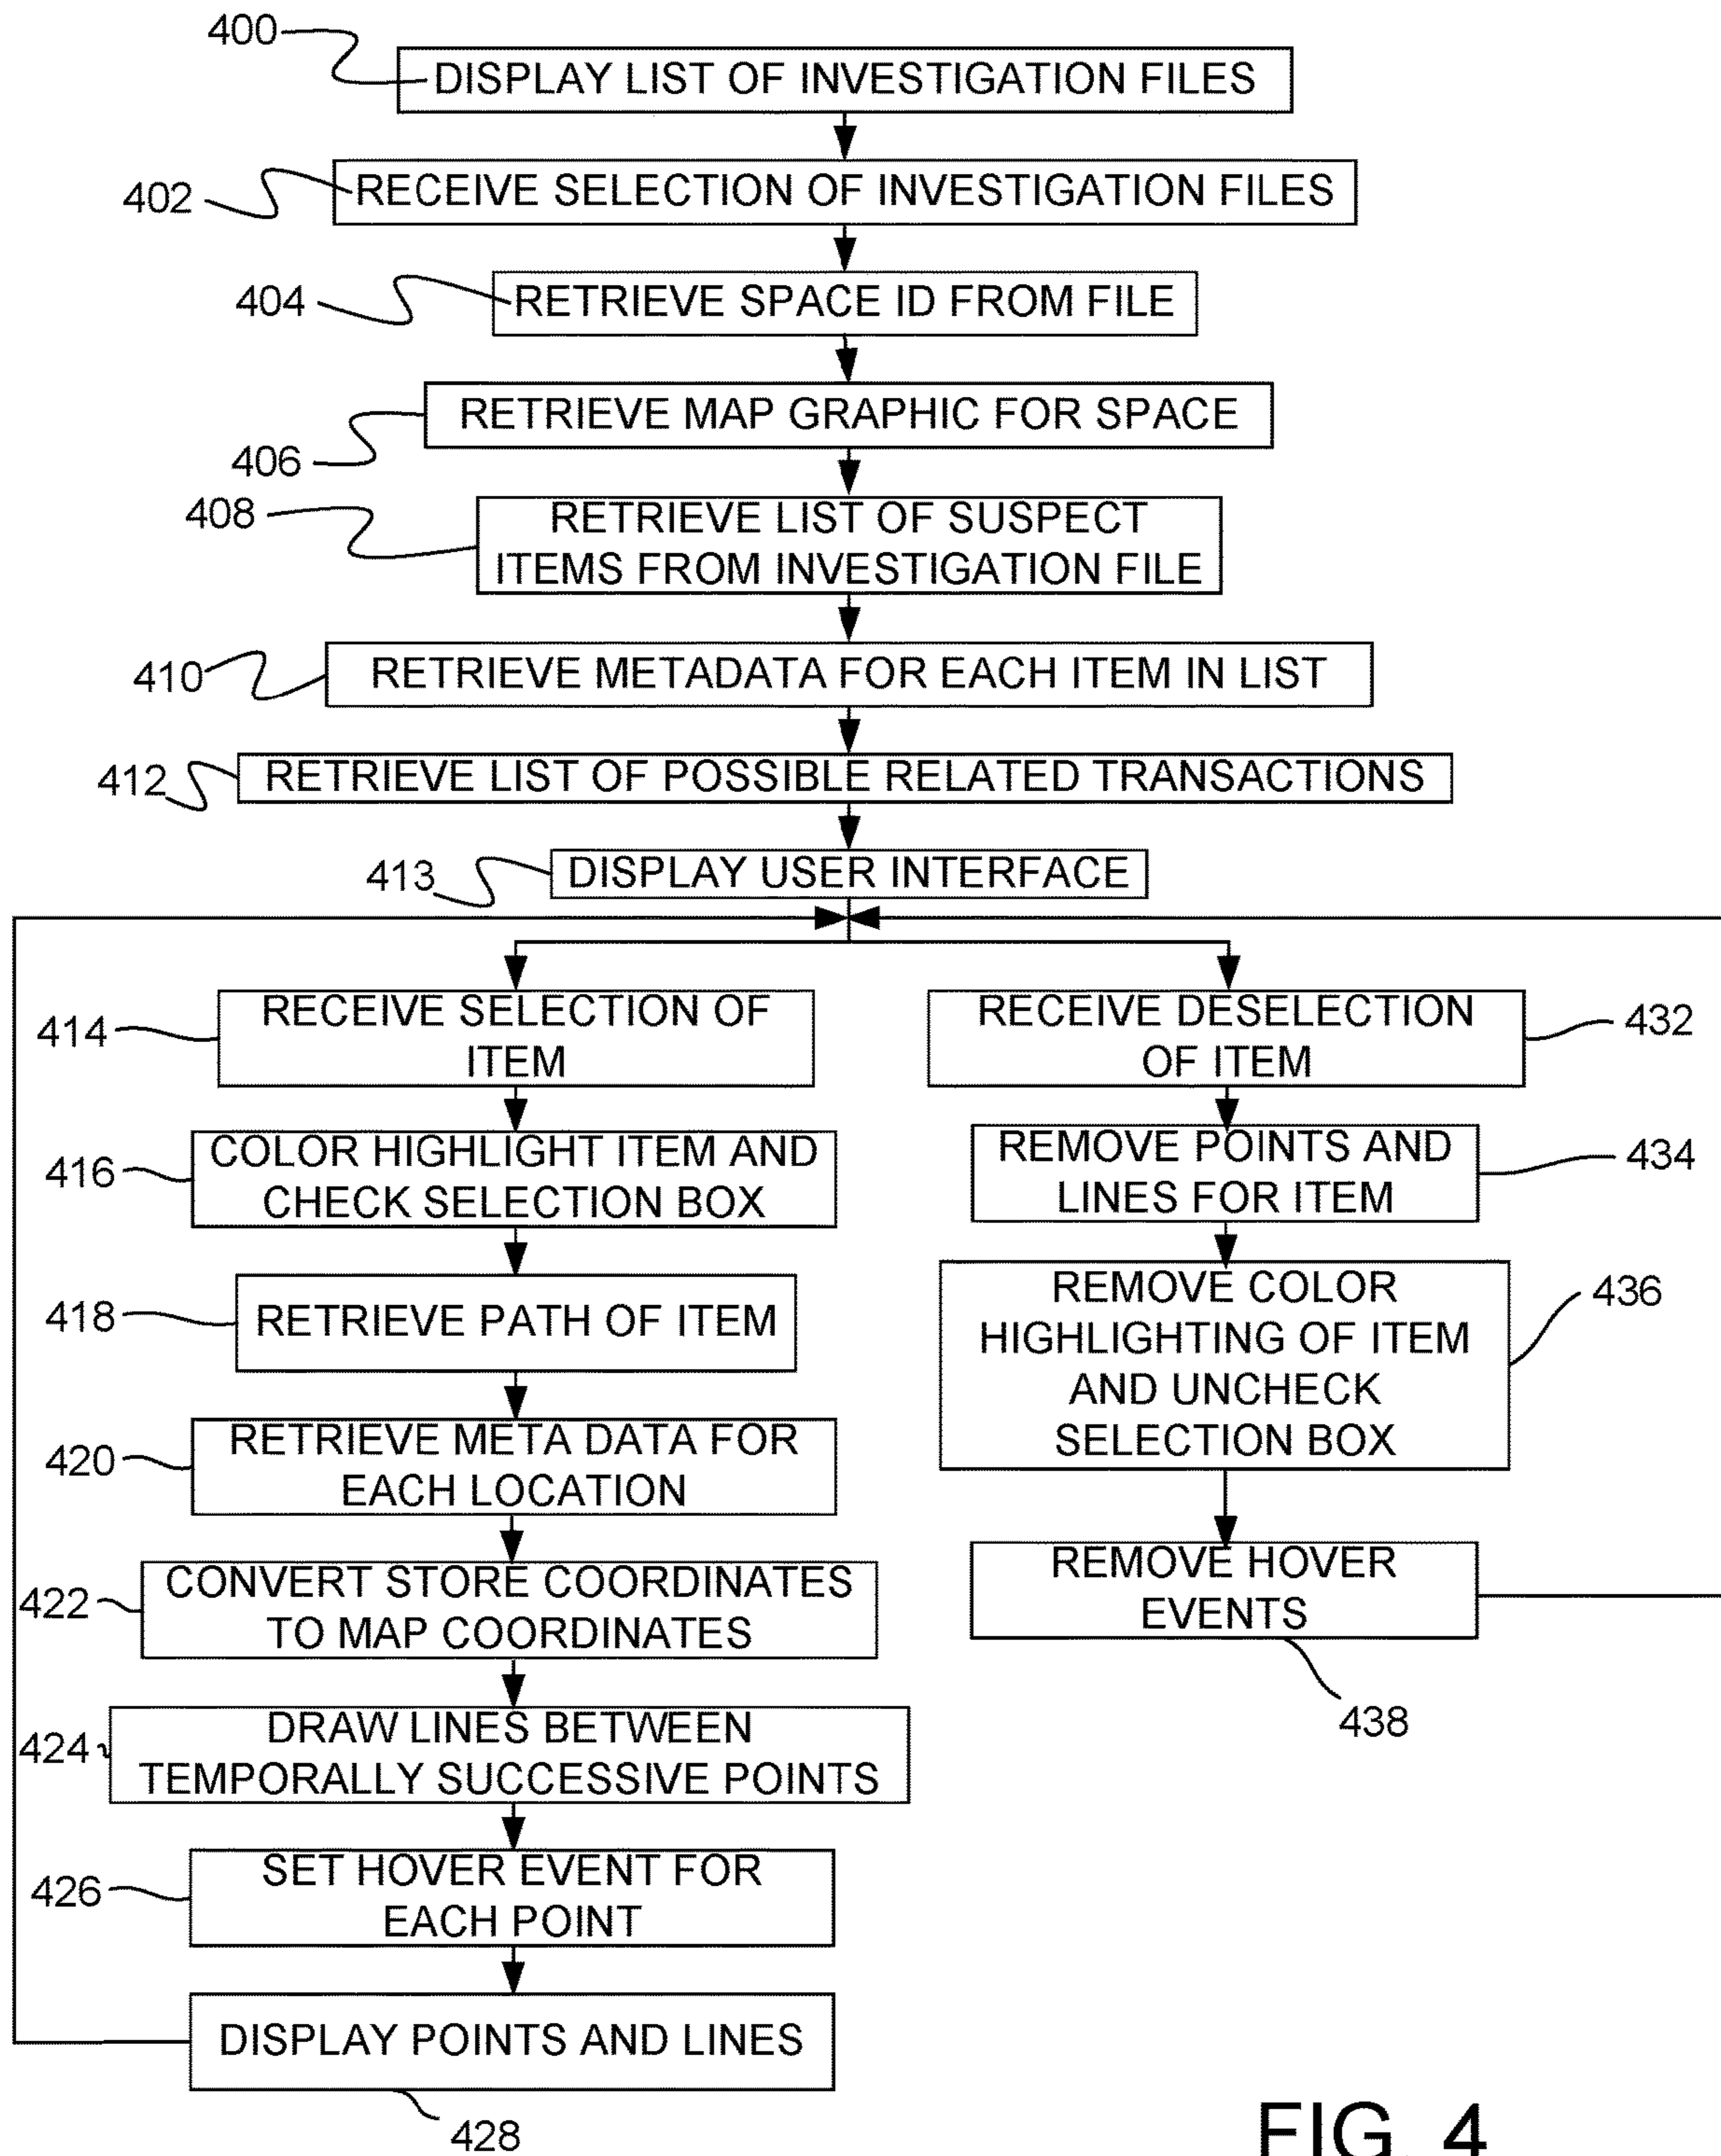 400
DISPLAY LIST OF INVESTIGATION FILES
402
RECEIVE SELECTION OF INVESTIGATION FILES
404
RETRIEVE SPACE ID FROM FILE
406
RETRIEVE MAP GRAPHIC FOR SPACE
408
RETRIEVE LIST OF SUSPECT
ITEMS FROM INVESTIGATION FILE
410
RETRIEVE METADATA FOR EACH ITEM IN LIST
412
RETRIEVE LIST OF POSSIBLE RELATED TRANSACTIONS
413
DISPLAY USER INTERFACE
414
RECEIVE SELECTION OF
ITEM
416
COLOR HIGHLIGHT ITEM AND
CHECK SELECTION BOX
418
RETRIEVE PATH OF ITEM
420
RETRIEVE META DATA FOR
EACH LOCATION
422
CONVERT STORE COORDINATES
TO MAP COORDINATES
424
DRAW LINES BETWEEN
TEMPORALLY SUCCESSIVE POINTS
426
SET HOVER EVENT FOR
EACH POINT
DISPLAY POINTS AND LINES
428
RECEIVE DESELECTION
OF ITEM
432
REMOVE POINTS AND
LINES FOR ITEM
434
REMOVE COLOR
HIGHLIGHTING OF ITEM
AND UNCHECK
SELECTION BOX
436
REMOVE HOVER
EVENTS
438
FIG. 4